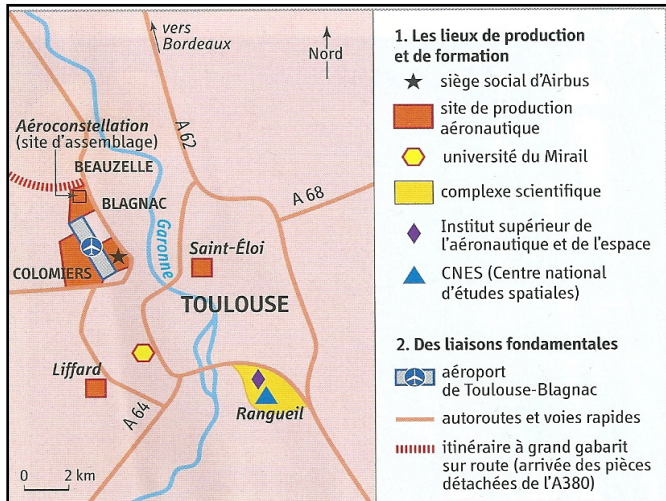 vers
Bordeaux
Nord
A 62
Aéroconstellation
(site d'assemblage)
BEAUZELLE
A 68
BLAGNAC
Garonne
Saint-Éloi
COLOMIERS
TOULOUSE
Liffard
A 64
Rangueil
0 2 km
1. Les lieux de production
et de formation
siège social d'Airbus
site de production
aéronautique
université du Mirail
complexe scientifique
Institut supérieur de
l'aéronautique et de l'espace
CNES (Centre national
d'études spatiales)
2. Des liaisons fondamentales
aéroport
de Toulouse-Blagnac
autoroutes et voies rapides
itinéraire à grand gabarit
sur route (arrivée des pièces
détachées de l'A380)